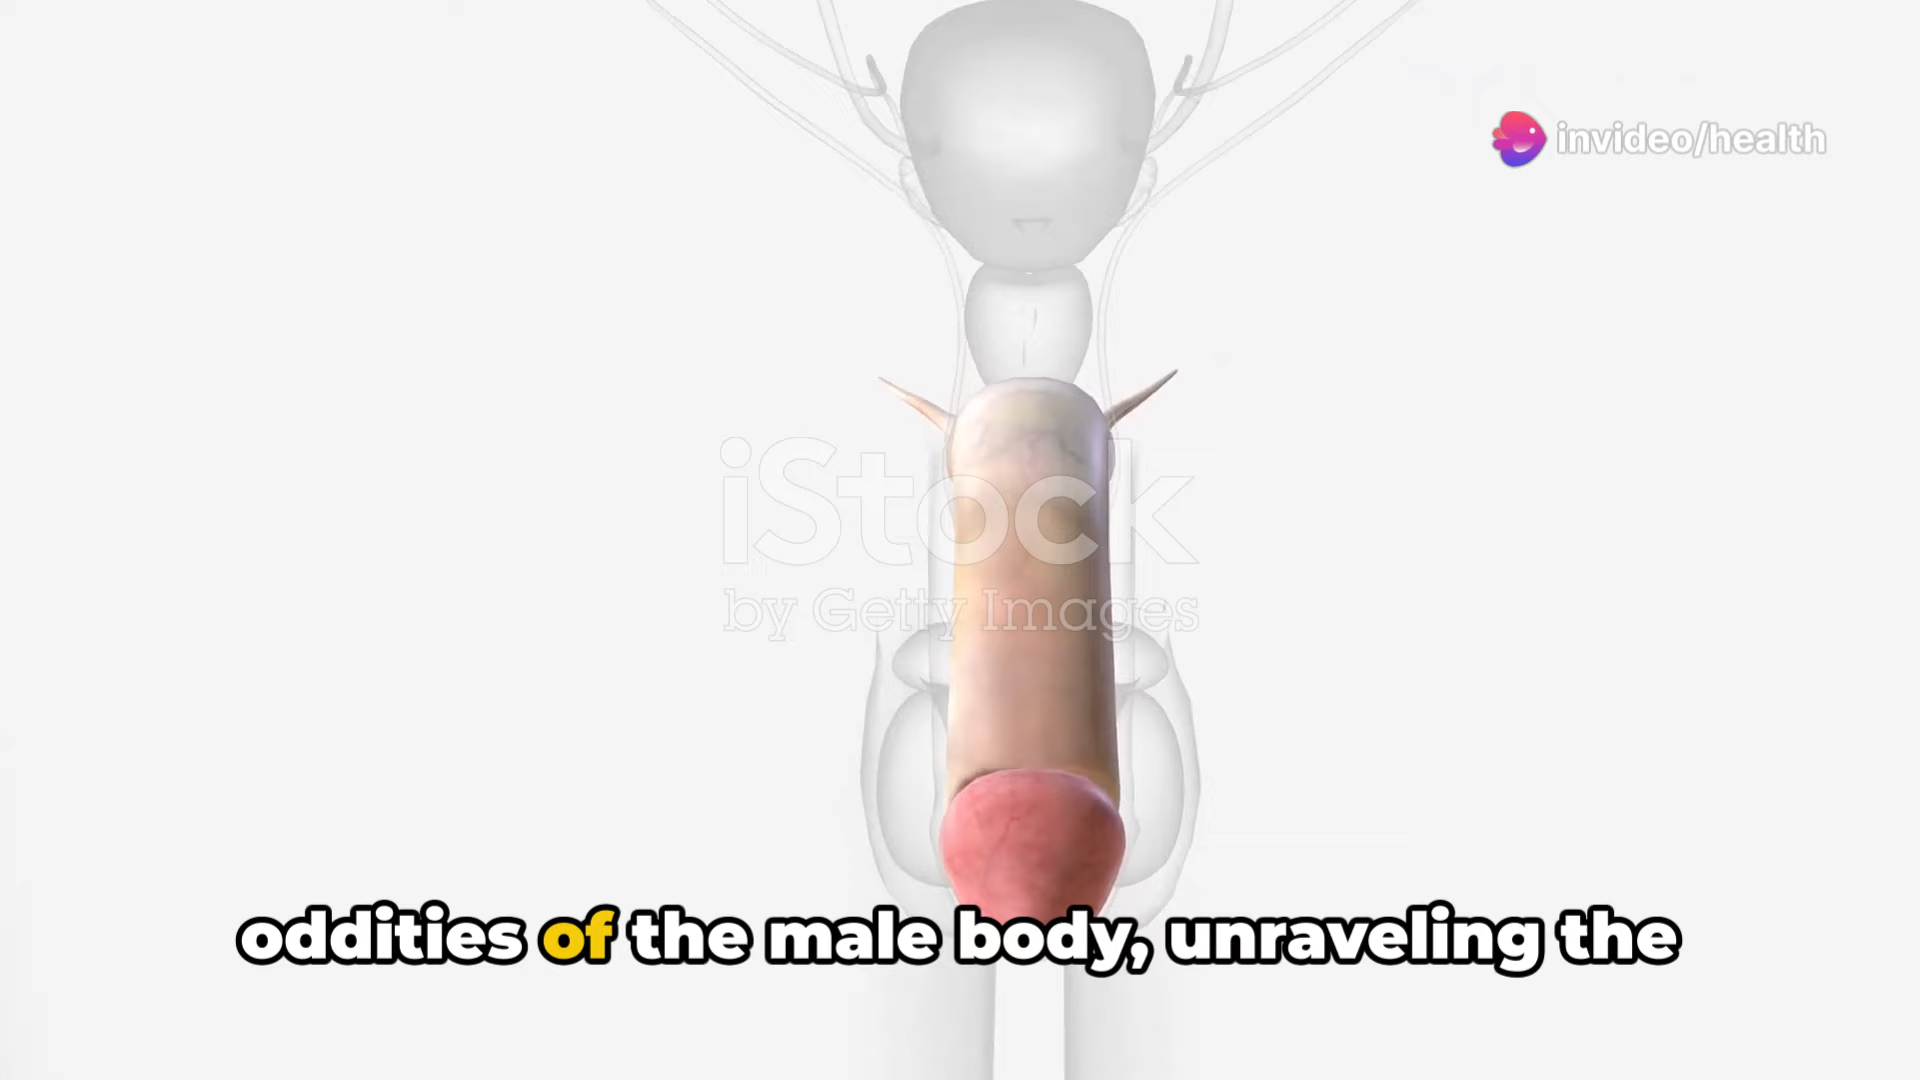 invideo/health
iStock
by Getty Images
oddities of the male body, unraveling the